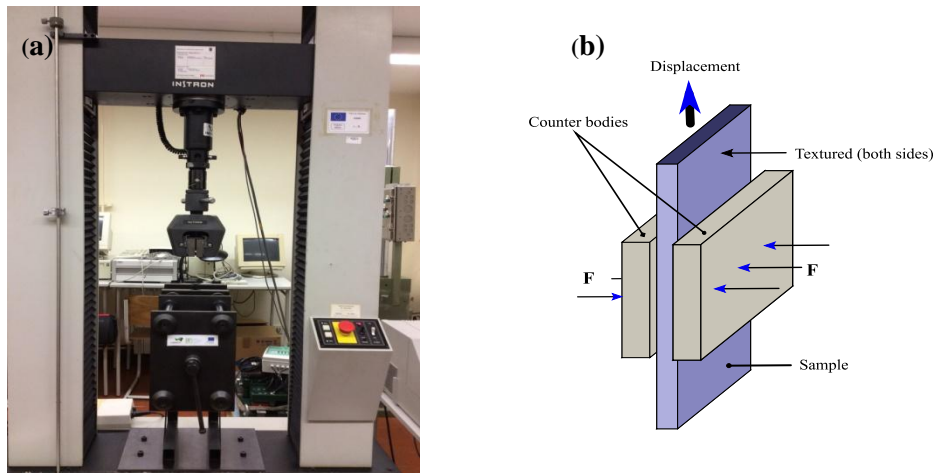 (a)
INSTRON
(b)
Displacement
Counter bodies
Textured (both sides)
F
F
Sample